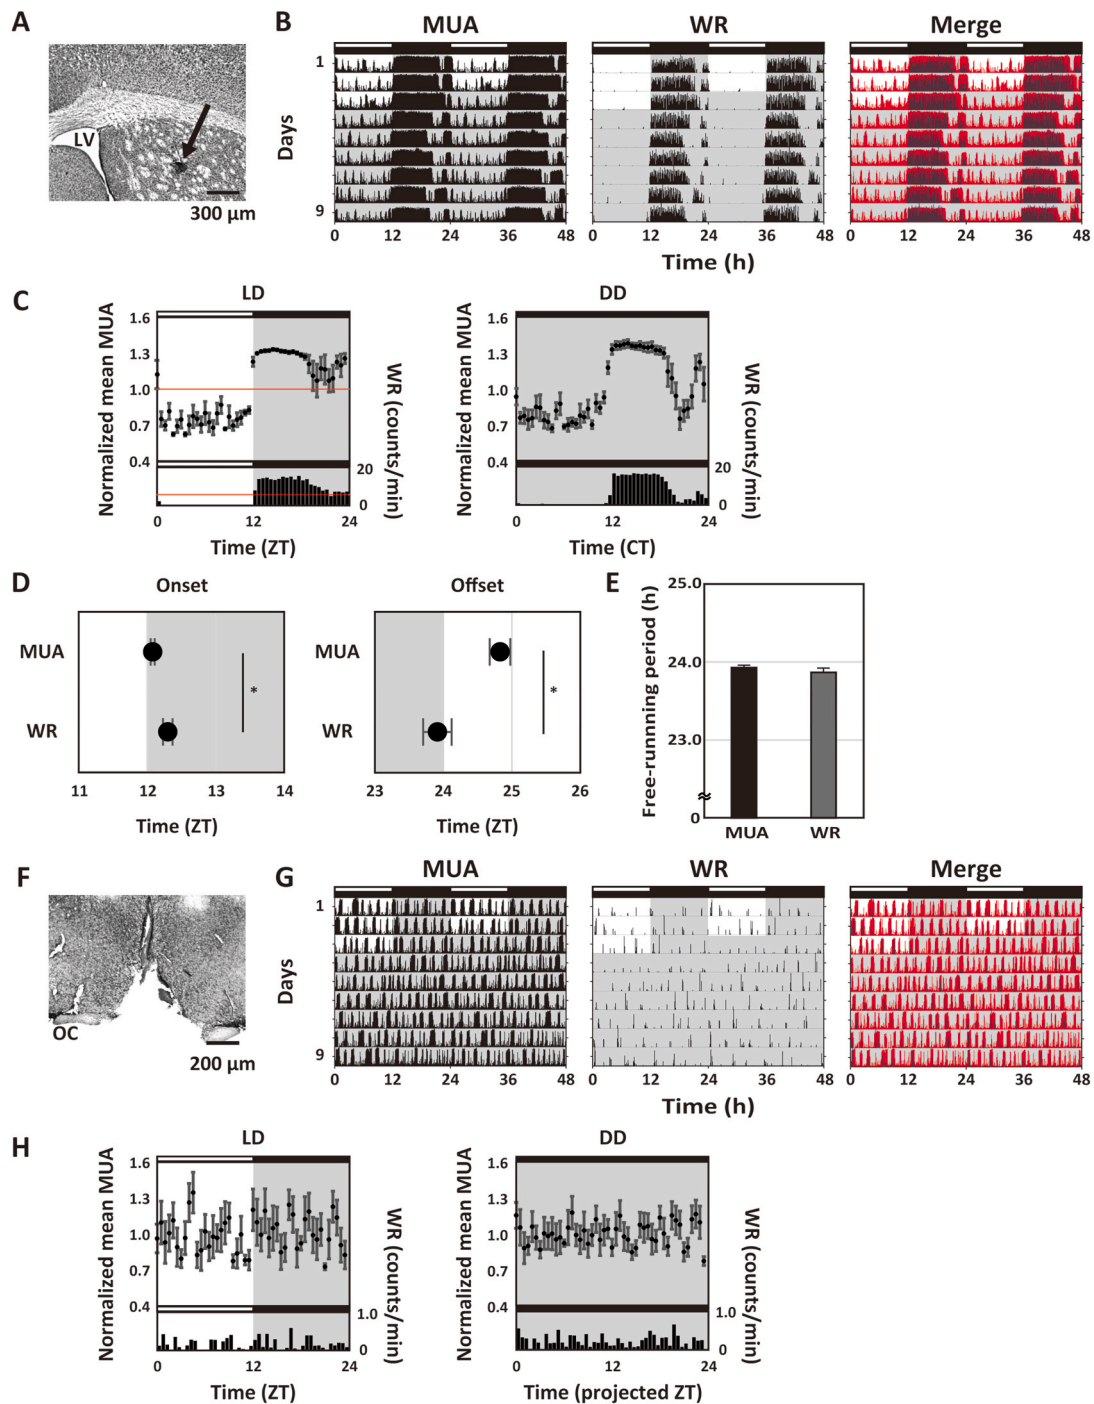 A
LV
300 µm
B
MUA
WR
Merge
Days
1
9
0 12 24 36 48
0 12 24 36 48
0 12 24 36 48
Time (h)
C
LD
DD
Normalized mean MUA
1.6
1.3
1.0
0.7
0.4
WR (counts/min)
20
0
0 12 24
Time (ZT)
Normalized mean MUA
1.6
1.3
1.0
0.7
0.4
WR (counts/min)
20
0
0 12 24
Time (CT)
D
Onset
MUA
WR
*
11 12 13 14
Time (ZT)
Offset
MUA
WR
*
23 24 25 26
Time (ZT)
E
Free-runnning period (h)
25.0
24.0
23.0
0
MUA WR
F
OC
200 µm
G
MUA
WR
Merge
Days
1
9
0 12 24 36 48
0 12 24 36 48
0 12 24 36 48
Time (h)
H
LD
DD
Normalized mean MUA
1.6
1.3
1.0
0.7
0.4
WR (counts/min)
1.0
0
0 12 24
Time (ZT)
Normalized mean MUA
1.6
1.3
1.0
0.7
0.4
WR (counts/min)
1.0
0
0 12 24
Time (projected ZT)